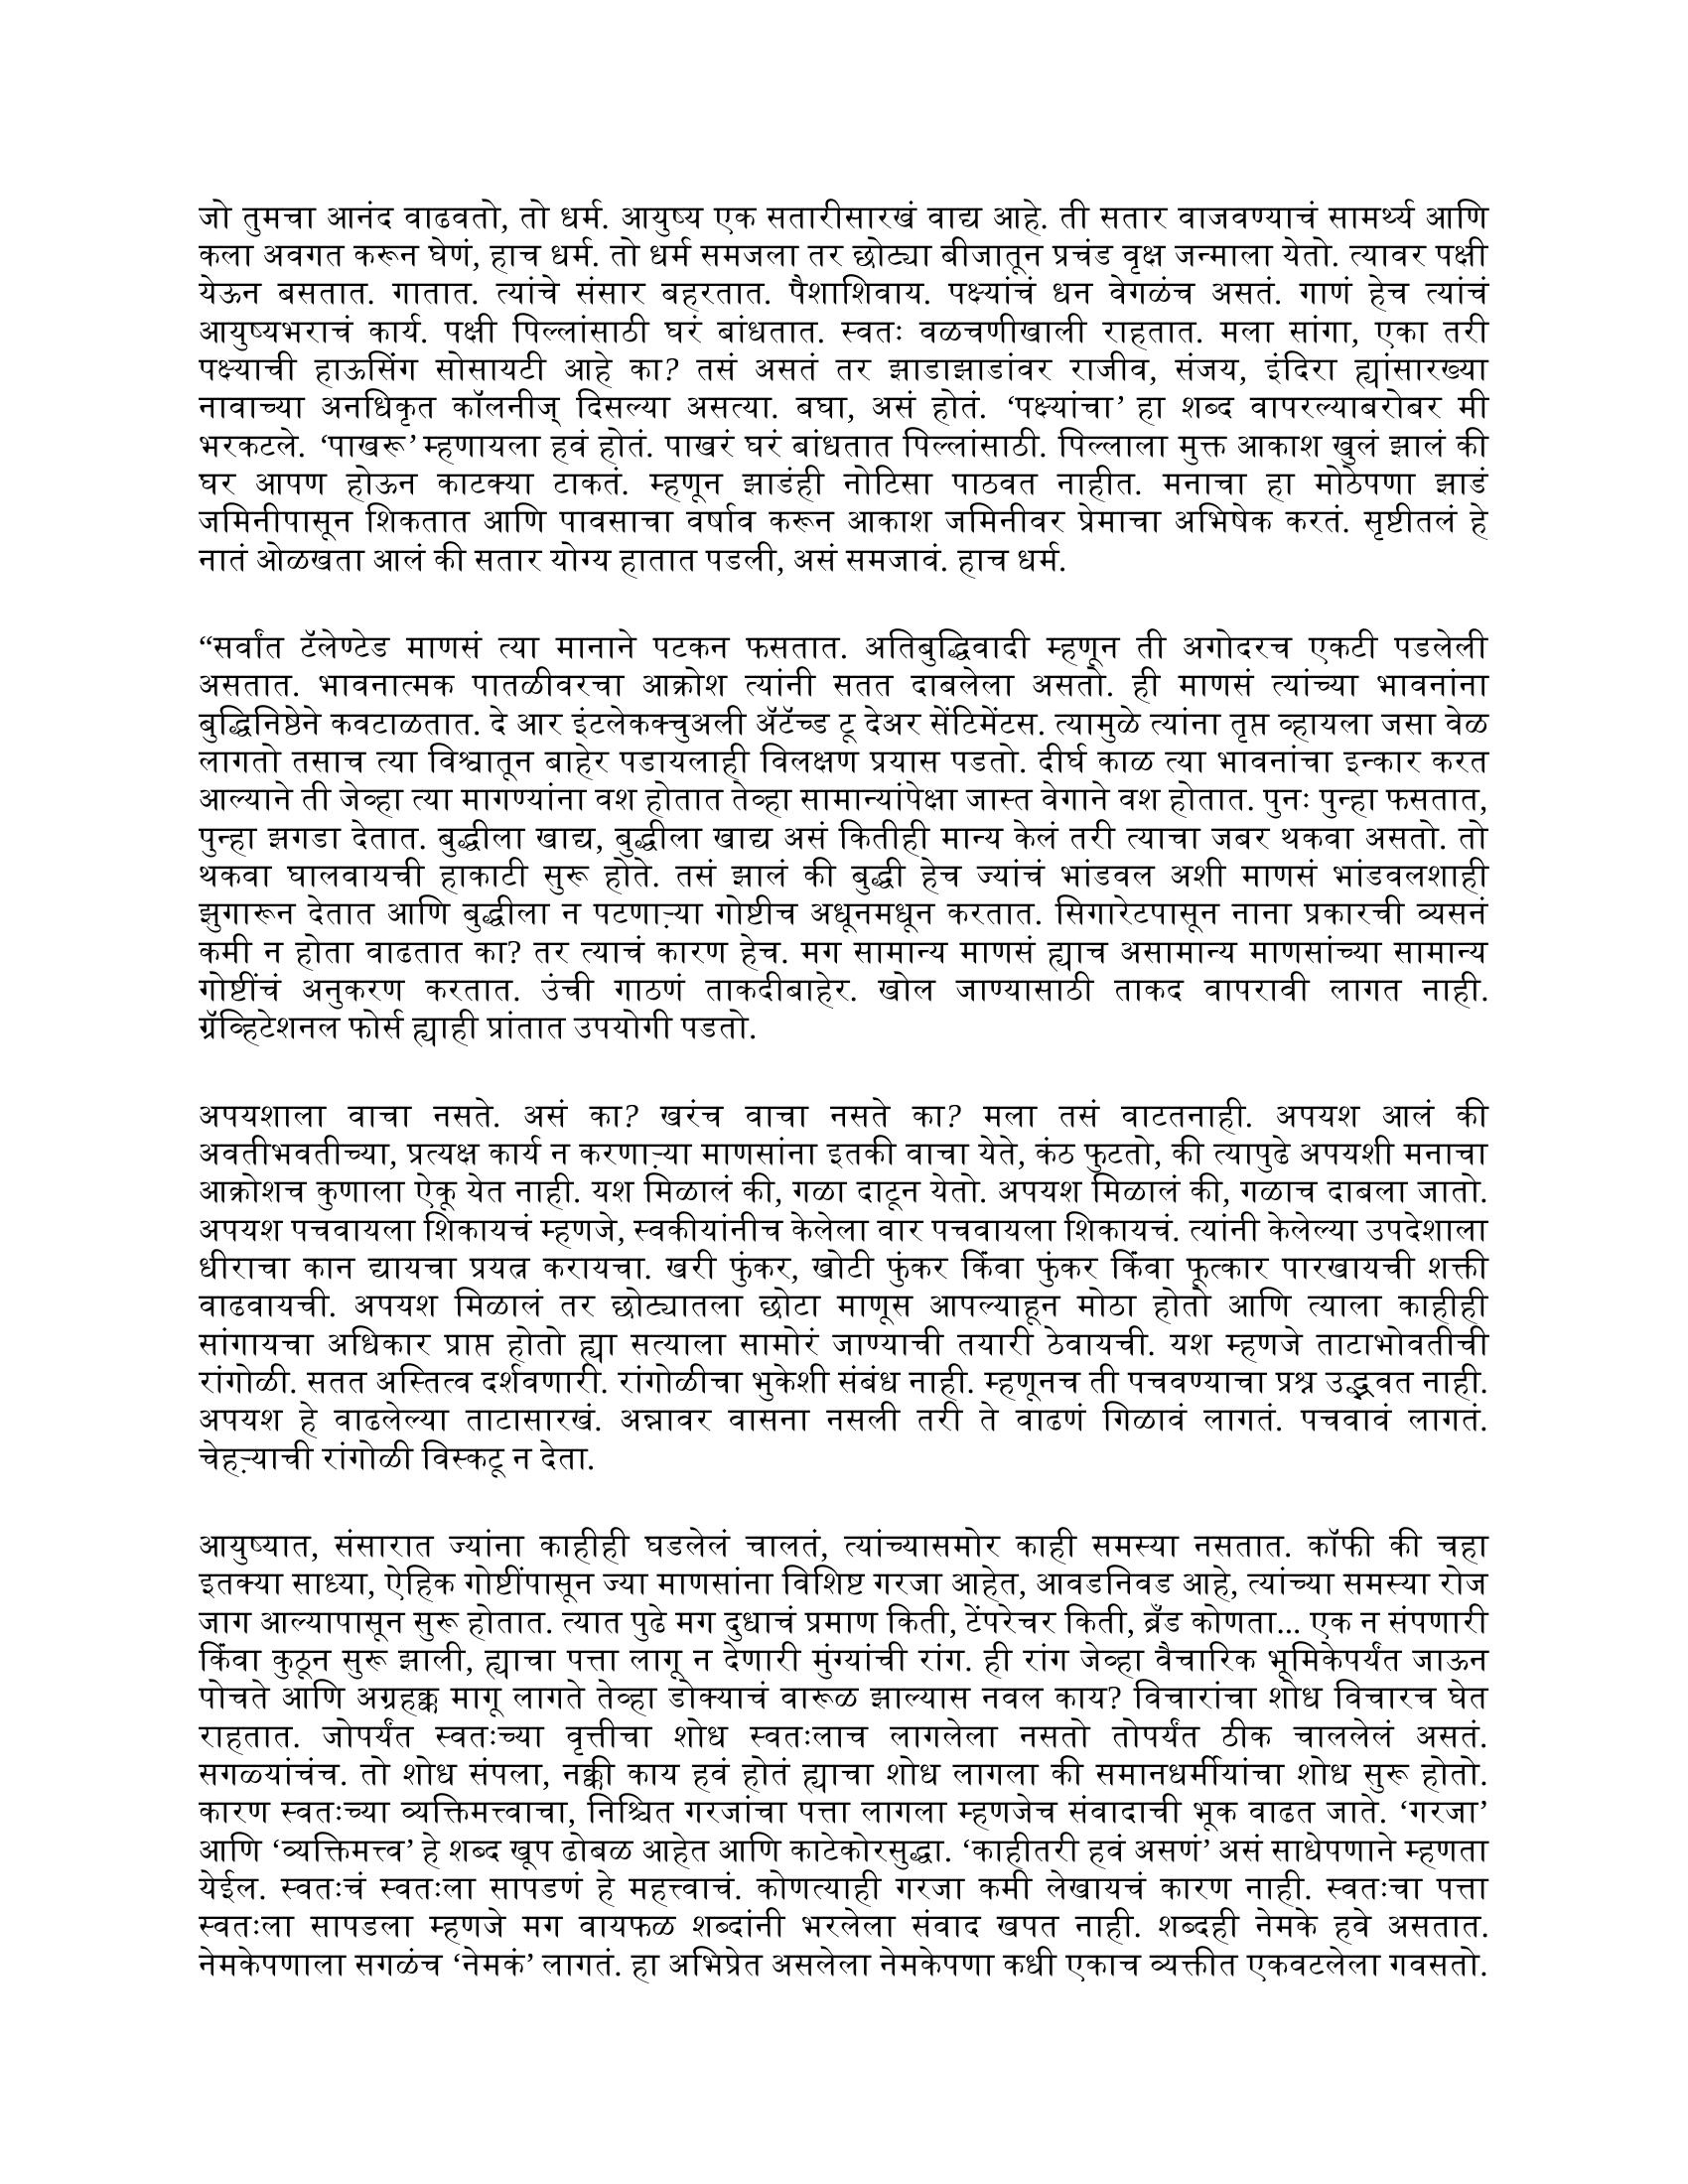 जो तुमचा आनंद वाढवतो, तो धर्म. आयुष्य एक सतारीसारखं वाद्य आहे. ती सतार वाजवण्याचं सामर्थ्य आणि
कला अवगत करून घेणं, हाच धर्म. तो धर्म समजला तर छोट्या बीजातून प्रचंड वृक्ष जन्माला येतो. त्यावर पक्षी
येऊन बसतात. गातात. त्यांचे संसार बहरतात. पैशाशिवाय. पक्ष्यांचं धन वेगळंच असतं. गाणं हेच त्यांचं
आयुष्यभराचं कार्य. पक्षी पिल्लांसाठी घरं बांधतात. स्वतः वळचणीखाली राहतात. मला सांगा, एका तरी
पक्ष्याची हाऊसिंग सोसायटी आहे का? तसं असतं तर झाडाझाडांवर राजीव, संजय, इंदिरा ह्यांसारख्या
नावाच्या अनधिकृत कॉलनीज् दिसल्या असत्या. बघा, असं होतं. ‘पक्ष्यांचा’ हा शब्द वापरल्याबरोबर मी
भरकटले. ‘पाखरू’ म्हणायला हवं होतं. पाखरं घरं बांधतात पिल्लांसाठी. पिल्लाला मुक्त आकाश खुलं झालं की
घर आपण होऊन काटक्या टाकतं. म्हणून झाडंही नोटिसा पाठवत नाहीत. मनाचा हा मोठेपणा झाडं
जमिनीपासून शिकतात आणि पावसाचा वर्षाव करून आकाश जमिनीवर प्रेमाचा अभिषेक करतं. सृष्टीतलं हे
नातं ओळखता आलं की सतार योग्य हातात पडली, असं समजावं. हाच धर्म.
“सर्वांत टॅलेण्टेड माणसं त्या मानाने पटकन फसतात. अतिबुद्धिवादी म्हणून ती अगोदरच एकटी पडलेली
असतात. भावनात्मक पातळीवरचा आक्रोश त्यांनी सतत दाबलेला असतो. ही माणसं त्यांच्या भावनांना
बुद्धिनिष्ठेने कवटाळतात. दे आर इंटलेकक्चुअली ॲटॅच्ड टू देअर सेंटिमेंटस. त्यामुळे त्यांना तृप्त व्हायला जसा वेळ
लागतो तसाच त्या विश्वातून बाहेर पडायलाही विलक्षण प्रयास पडतो. दीर्घ काळ त्या भावनांचा इन्कार करत
आल्याने ती जेव्हा त्या मागण्यांना वश होतात तेव्हा सामान्यांपेक्षा जास्त वेगाने वश होतात. पुनः पुन्हा फसतात,
पुन्हा झगडा देतात. बुद्धीला खाद्य, बुद्धीला खाद्य असं कितीही मान्य केलं तरी त्याचा जबर थकवा असतो. तो
थकवा घालवायची हाकाटी सुरू होते. तसं झालं की बुद्धी हेच ज्यांचं भांडवल अशी माणसं भांडवलशाही
झुगारून देतात आणि बुद्धीला न पटणाऱ्या गोष्टीच अधूनमधून करतात. सिगारेटपासून नाना प्रकारची व्यसनं
कमी न होता वाढतात का? तर त्याचं कारण हेच. मग सामान्य माणसं ह्याच असामान्य माणसांच्या सामान्य
गोष्टींचं अनुकरण करतात. उंची गाठणं ताकदीबाहेर. खोल जाण्यासाठी ताकद वापरावी लागत नाही.
ग्रॅव्हिटेशनल फोर्स ह्याही प्रांतात उपयोगी पडतो.
अपयशाला वाचा नसते. असं का? खरंच वाचा नसते का? मला तसं वाटतनाही. अपयश आलं की
अवतीभवतीच्या, प्रत्यक्ष कार्य न करणाऱ्या माणसांना इतकी वाचा येते, कंठ फुटतो, की त्यापुढे अपयशी मनाचा
आक्रोशच कुणाला ऐकू येत नाही. यश मिळालं की, गळा दाटून येतो. अपयश मिळालं की, गळाच दाबला जातो.
अपयश पचवायला शिकायचं म्हणजे, स्वकीयांनीच केलेला वार पचवायला शिकायचं. त्यांनी केलेल्या उपदेशाला
धीराचा कान द्यायचा प्रयत्न करायचा. खरी फुंकर, खोटी फुंकर किंवा फुंकर किंवा फूत्कार पारखायची शक्ती
वाढवायची. अपयश मिळालं तर छोट्यातला छोटा माणूस आपल्याहून मोठा होतो आणि त्याला काहीही
सांगायचा अधिकार प्राप्त होतो ह्या सत्याला सामोरं जाण्याची तयारी ठेवायची. यश म्हणजे ताटाभोवतीची
रांगोळी. सतत अस्तित्व दर्शवणारी. रांगोळीचा भुकेशी संबंध नाही. म्हणूनच ती पचवण्याचा प्रश्न उद्भवत नाही.
अपयश हे वाढलेल्या ताटासारखं. अन्नावर वासना नसली तरी ते वाढणं गिळावं लागतं. पचवावं लागतं.
चेहऱ्याची रांगोळी विस्कटू न देता.
आयुष्यात, संसारात ज्यांना काहीही घडलेलं चालतं, त्यांच्यासमोर काही समस्या नसतात. कॉफी की चहा
इतक्या साध्या, ऐहिक गोष्टींपासून ज्या माणसांना विशिष्ट गरजा आहेत, आवडनिवड आहे, त्यांच्या समस्या रोज
जाग आल्यापासून सुरू होतात. त्यात पुढे मग दुधाचं प्रमाण किती, टेंपरेचर किती, ब्रँड कोणता... एक न संपणारी
किंवा कुठून सुरू झाली, ह्याचा पत्ता लागू न देणारी मुंग्यांची रांग. ही रांग जेव्हा वैचारिक भूमिकेपर्यंत जाऊन
पोचते आणि अग्रहक्क मागू लागते तेव्हा डोक्याचं वारूळ झाल्यास नवल काय? विचारांचा शोध विचारच घेत
राहतात. जोपर्यंत स्वतःच्या वृत्तीचा शोध स्वतःलाच लागलेला नसतो तोपर्यंत ठीक चाललेलं असतं.
सगळ्यांचंच. तो शोध संपला, नक्की काय हवं होतं ह्याचा शोध लागला की समानधर्मीयांचा शोध सुरू होतो.
कारण स्वतःच्या व्यक्तिमत्त्वाचा, निश्चित गरजांचा पत्ता लागला म्हणजेच संवादाची भूक वाढत जाते. ‘गरजा’
आणि ‘व्यक्तिमत्त्व’ हे शब्द खूप ढोबळ आहेत आणि काटेकोरसुद्धा. ‘काहीतरी हवं असणं’ असं साधेपणाने म्हणता
येईल. स्वतःचं स्वतःला सापडणं हे महत्त्वाचं. कोणत्याही गरजा कमी लेखायचं कारण नाही. स्वतःचा पत्ता
स्वतःला सापडला म्हणजे मग वायफळ शब्दांनी भरलेला संवाद खपत नाही. शब्दही नेमके हवे असतात.
नेमकेपणाला सगळंच ‘नेमकं’ लागतं. हा अभिप्रेत असलेला नेमकेपणा कधी एकाच व्यक्तीत एकवटलेला गवसतो.